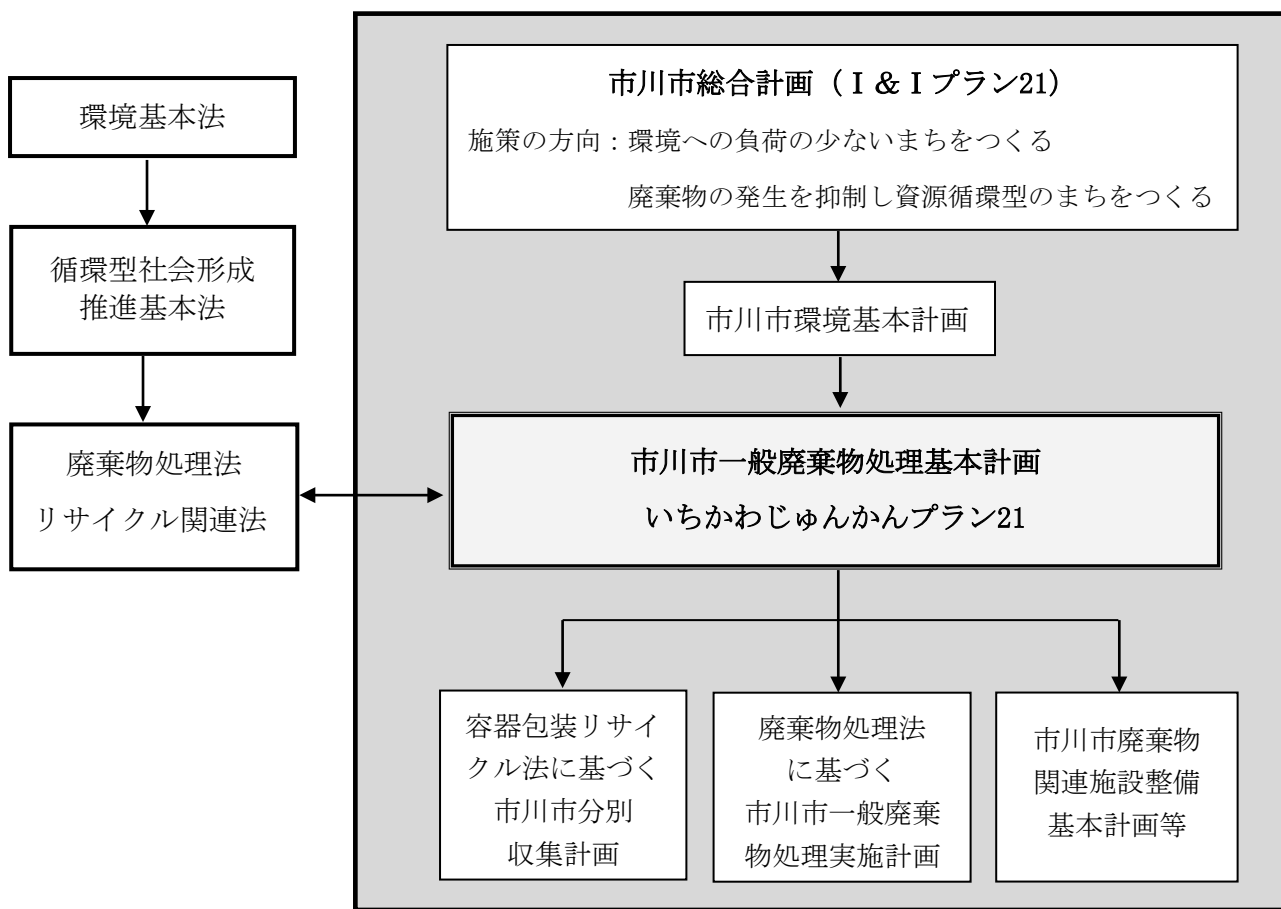 環境基本法
循環型社会形成
推進基本法
廃棄物処理法
リサイクル関連法
市川市総合計画(I&Iプラン21)
施策の方向:環境への負荷の少ないまちをつくる
廃棄物の発生を抑制し資源循環型のまちをつくる
市川市環境基本計画
市川市一般廃棄物処理基本計画
いちかわじゅんかんプラン21
容器包装リサイ
クル法に基づく
市川市分別
収集計画
廃棄物処理法
に基づく
市川市一般廃棄
物処理実施計画
市川市廃棄物
関連施設整備
基本計画等